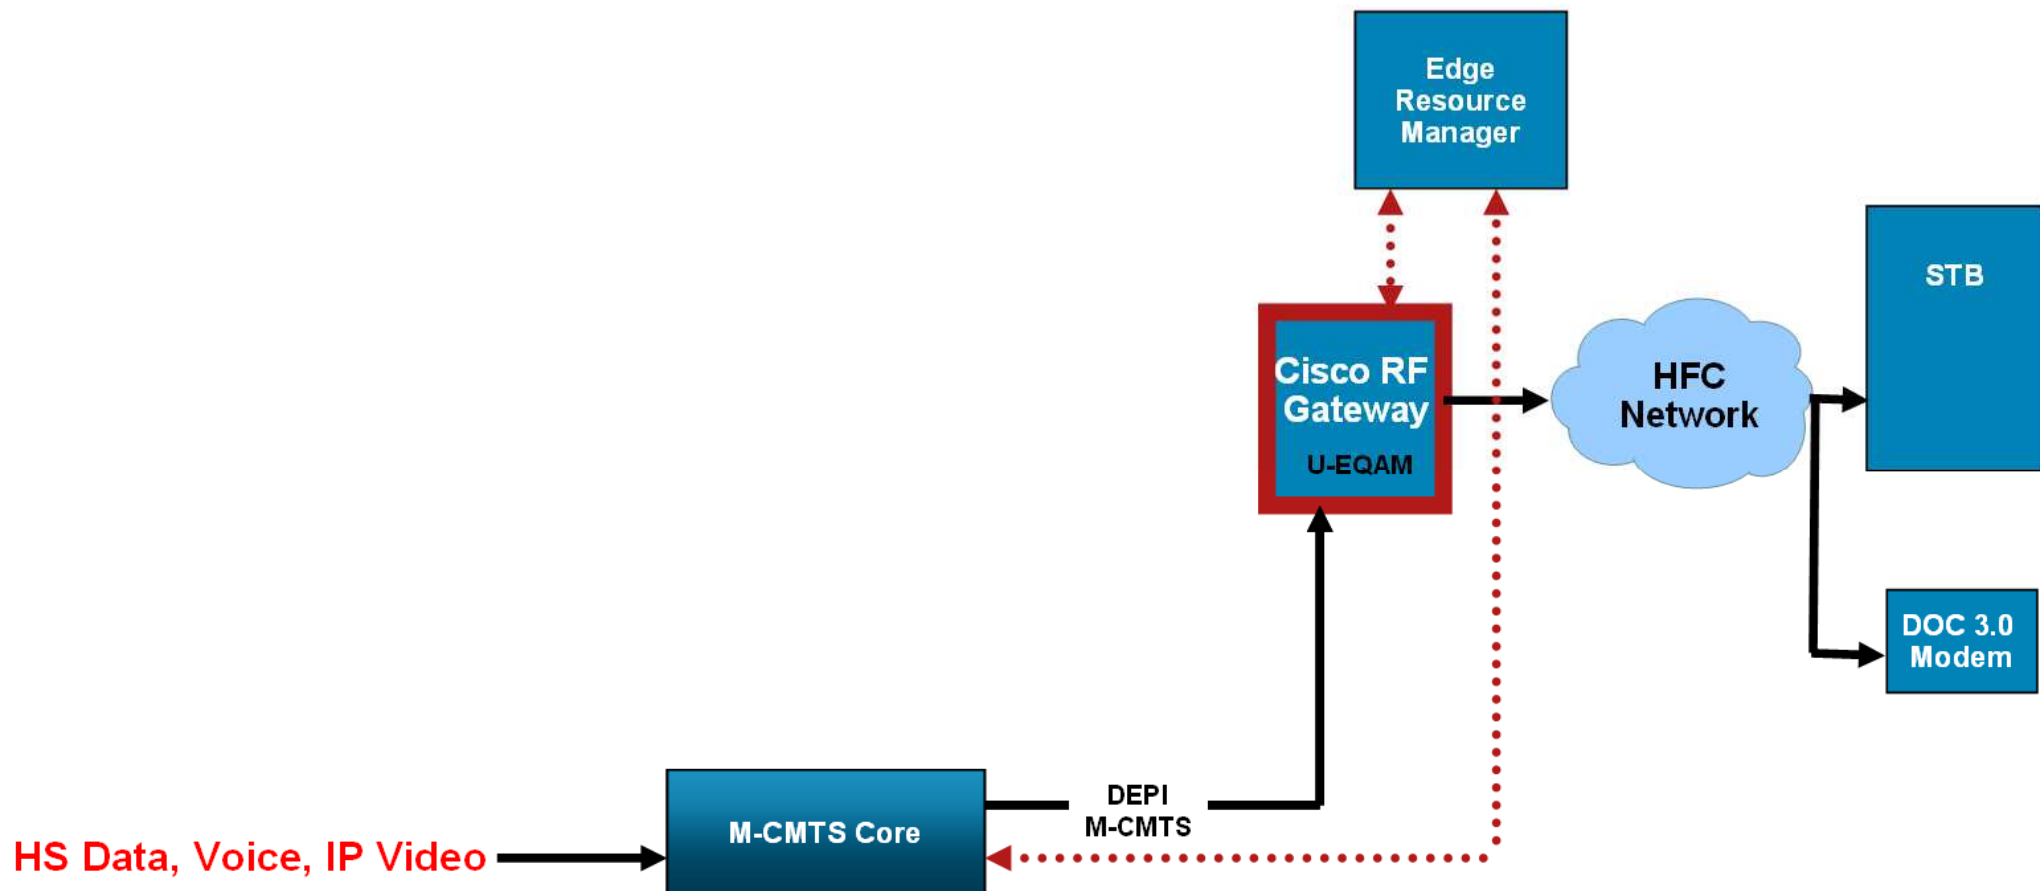 Edge
Resource
Manager
STB
Cisco RF
Gateway
U-EQAM
HFC
Network
DOC 3.0
Modem
DEPI
M-CMTS
M-CMTS Core
HS Data, Voice, IP Video